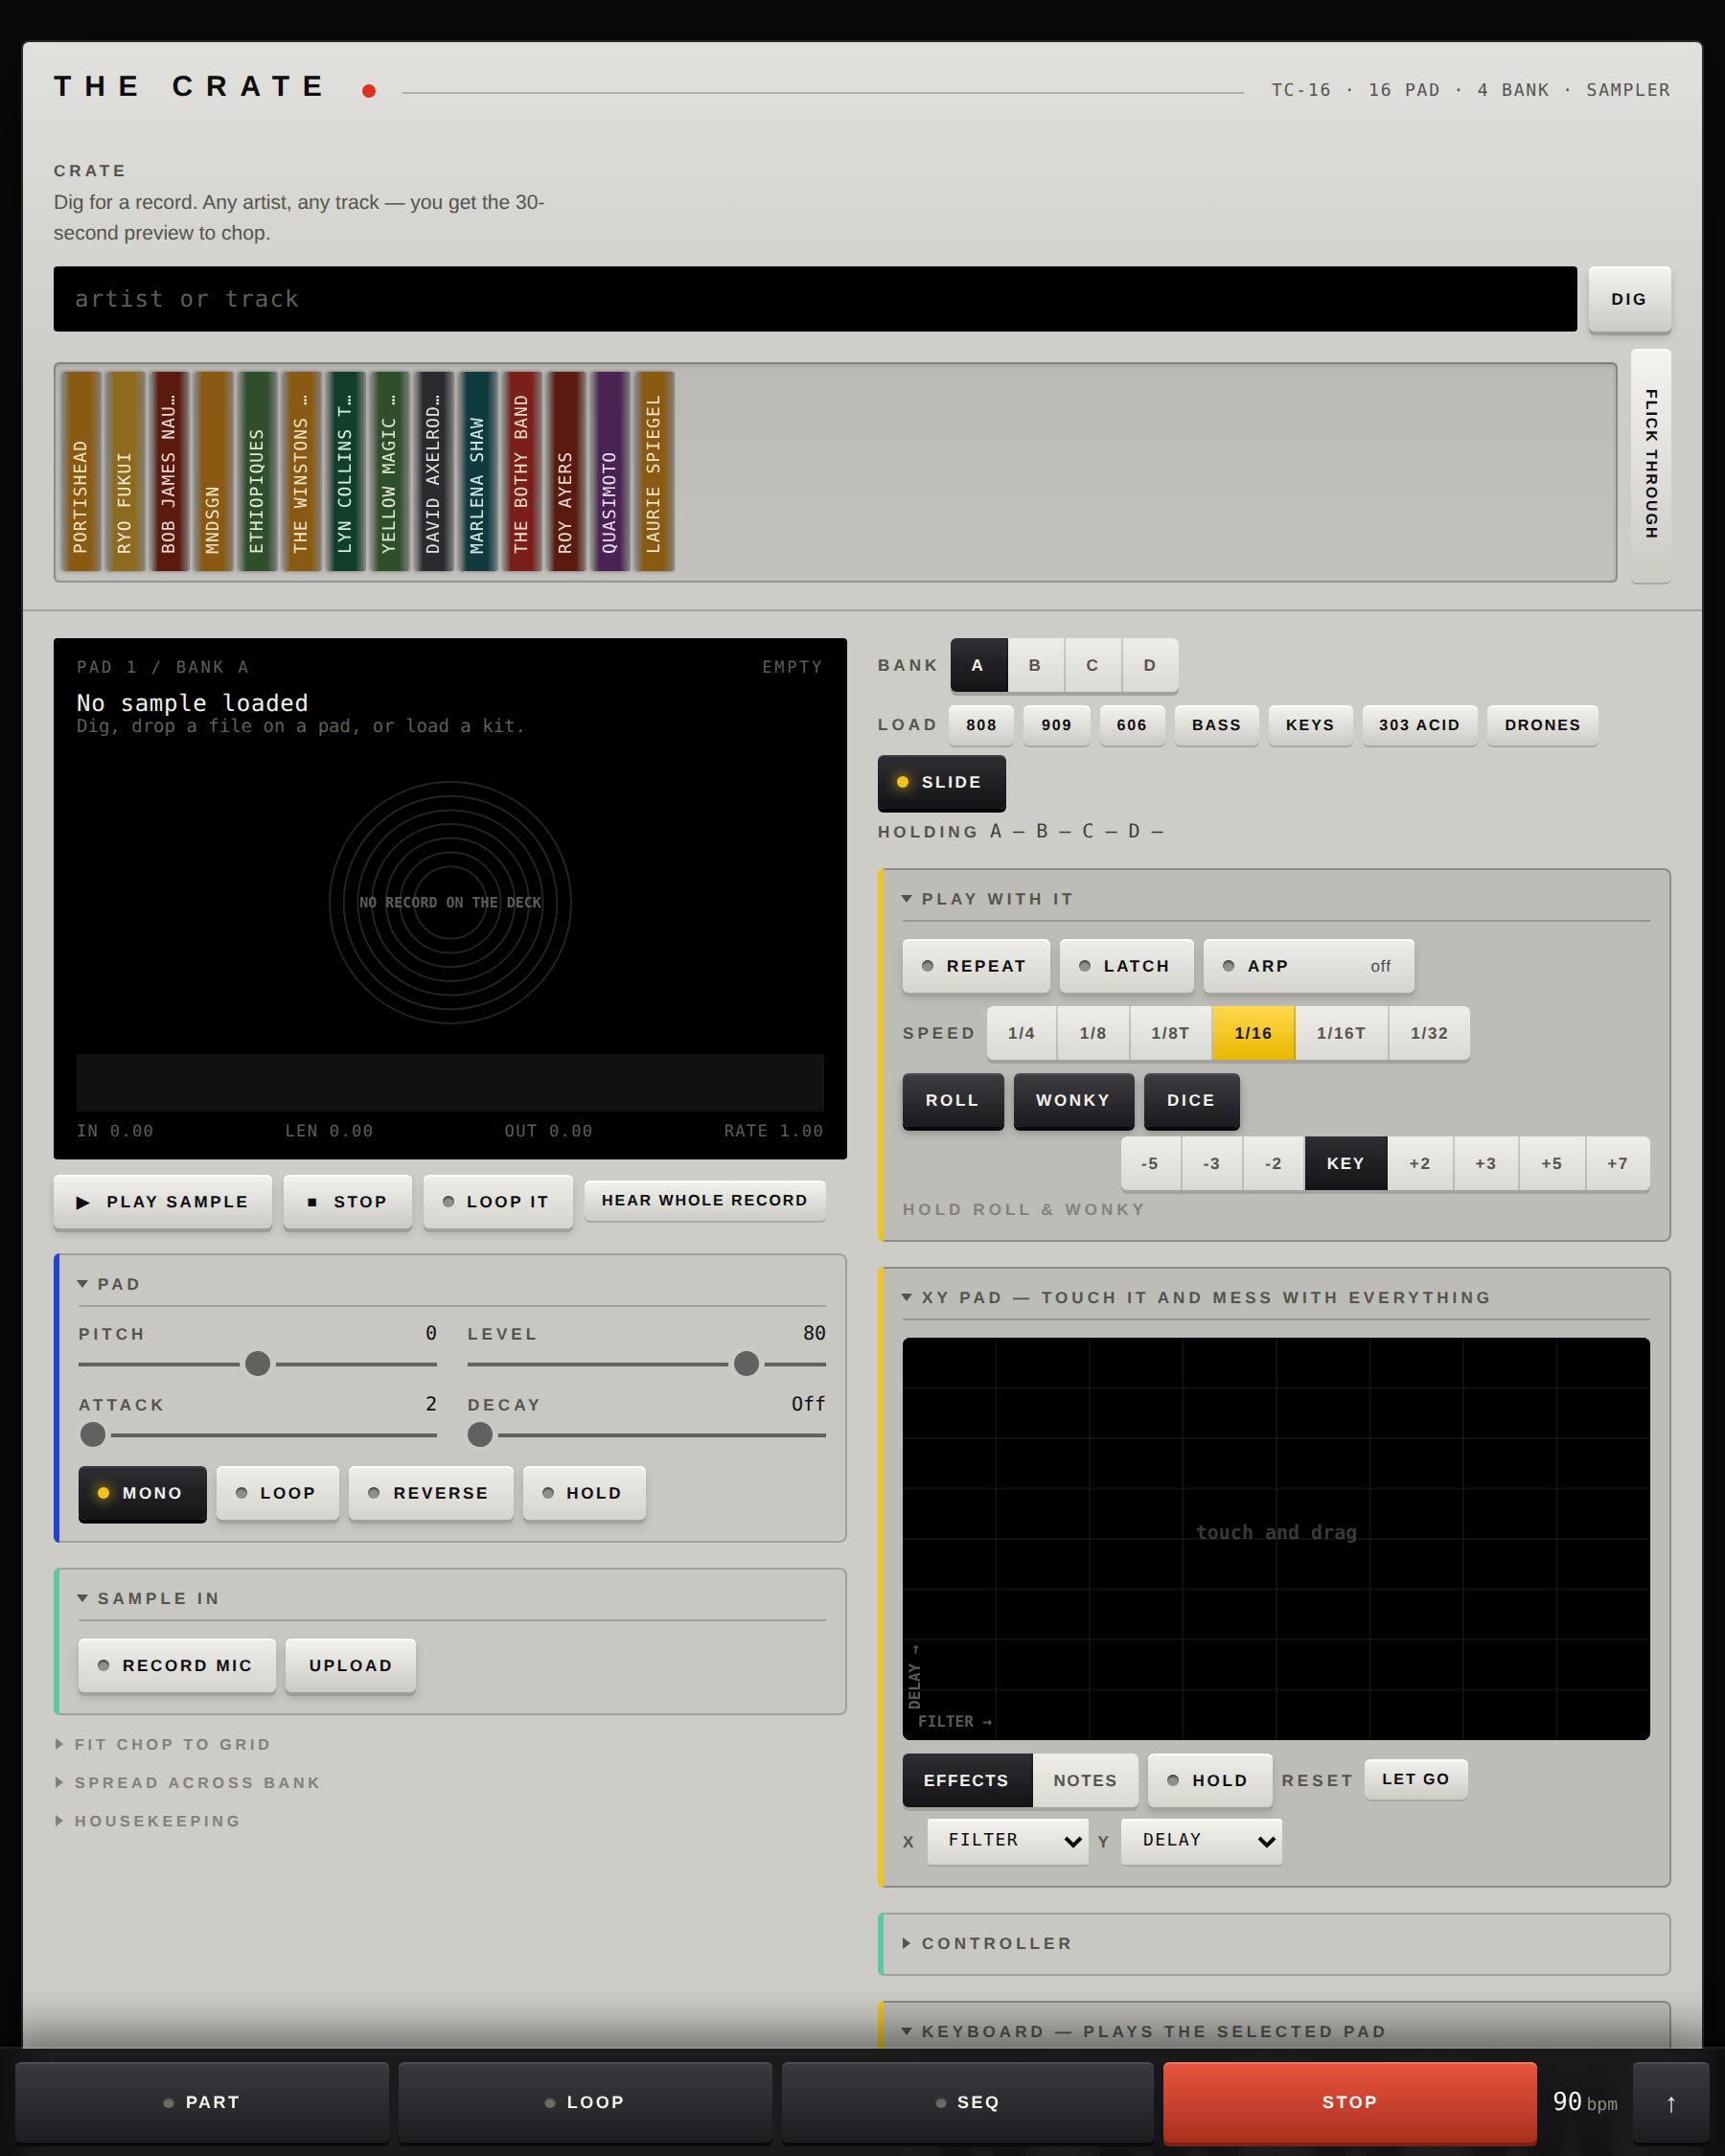 THE CRATE
TC-16 · 16 PAD · 4 BANK · SAMPLER
CRATE
Dig for a record. Any artist, any track — you get the 30-
second preview to chop.
artist or track
DIG
PORTISHEAD
RYO FUKUI
BOB JAMES NAU…
MNDSGN
ETHIOPIQUES
THE WINSTONS …
LYN COLLINS T…
YELLOW MAGIC …
DAVID AXELROD…
MARLENA SHAW
THE BOTHY BAND
ROY AYERS
QUASIMOTO
LAURIE SPIEGEL
FLICK THROUGH
PAD 1 / BANK A
EMPTY
No sample loaded
Dig, drop a file on a pad, or load a kit.
NO RECORD ON THE DECK
IN 0.00 LEN 0.00 OUT 0.00 RATE 1.00
▶ PLAY SAMPLE ■ STOP LOOP IT HEAR WHOLE RECORD
PAD
PITCH 0 LEVEL 80
ATTACK 2 DECAY Off
MONO LOOP REVERSE HOLD
SAMPLE IN
RECORD MIC UPLOAD
FIT CHOP TO GRID
SPREAD ACROSS BANK
HOUSEKEEPING
BANK A B C D
LOAD 808 909 606 BASS KEYS 303 ACID DRONES
SLIDE
HOLDING A — B — C — D —
PLAY WITH IT
REPEAT LATCH ARP off
SPEED 1/4 1/8 1/8T 1/16 1/16T 1/32
ROLL WONKY DICE
-5 -3 -2 KEY +2 +3 +5 +7
HOLD ROLL & WONKY
XY PAD — TOUCH IT AND MESS WITH EVERYTHING
touch and drag
DELAY →
FILTER →
EFFECTS NOTES HOLD RESET LET GO
X FILTER Y DELAY
CONTROLLER
KEYBOARD — PLAYS THE SELECTED PAD
PART LOOP SEQ STOP 90 bpm ↑